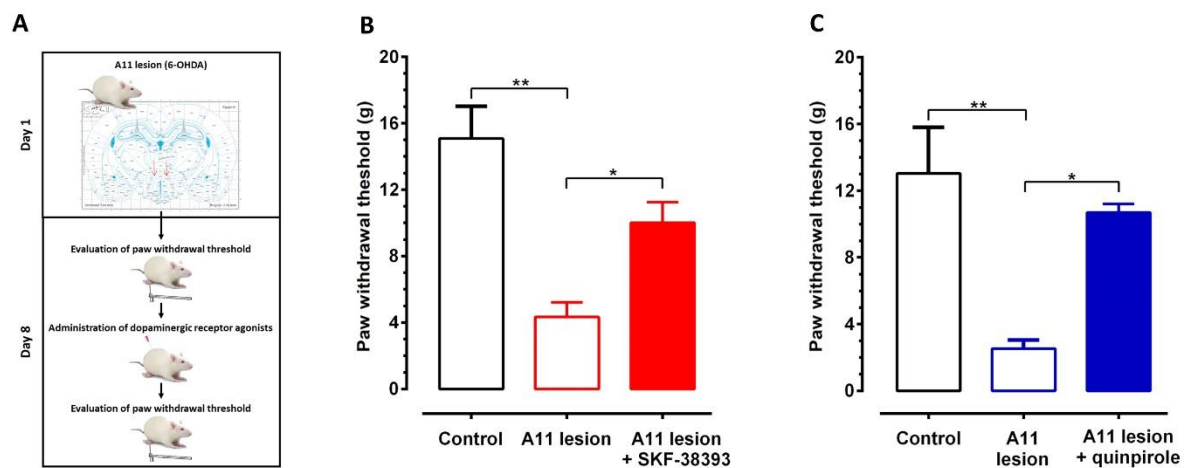 A
A11 lesion (6-OHDA)
Day 1
Evaluation of paw withdrawal threshold
Administration of dopaminergic receptor agonists
Evaluation of paw withdrawal threshold
Day 8
B
Paw withdrawal theshold (g)
20
16
12
8
4
0
**
*
Control
A11 lesion
A11 lesion
+ SKF-38393
C
Paw withdrawal theshold (g)
20
16
12
8
4
0
**
*
Control
A11
lesion
A11 lesion
+ quinpirole